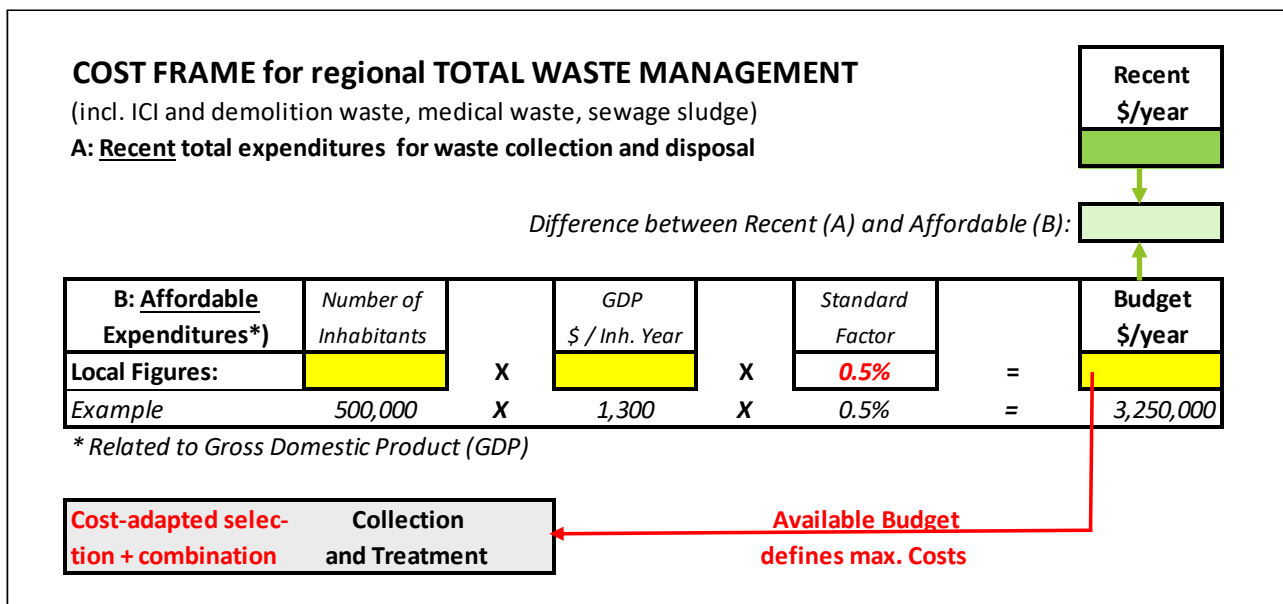 COST FRAME for regional TOTAL WASTE MANAGEMENT
(incl. ICI and demolition waste, medical waste, sewage sludge)
A: Recent total expenditures for waste collection and disposal
Recent
$/year
Difference between Recent (A) and Affordable (B):
B: Affordable Number of GDP Standard Budget
Expenditures*) Inhabitants $ / Inh. Year Factor $/year
Local Figures: X X 0.5% =
Example 500,000 X 1,300 X 0.5% = 3,250,000
* Related to Gross Domestic Product (GDP)
Cost-adapted selec- Collection Available Budget
tion + combination and Treatment defines max. Costs